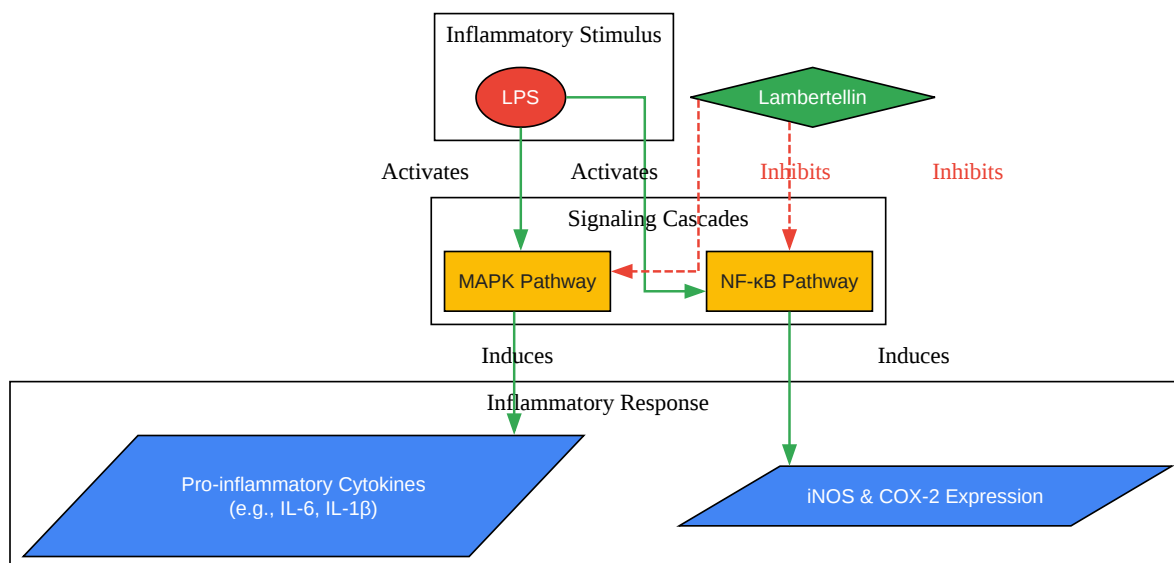 Inflammatory Stimulus
LPS
Lambertellin
Activates
Activates
Inhibits
Inhibits
Signaling Cascades
MAPK Pathway
NF-κB Pathway
Induces
Induces
Inflammatory Response
Pro-inflammatory Cytokines
(e.g., IL-6, IL-1β)
iNOS & COX-2 Expression